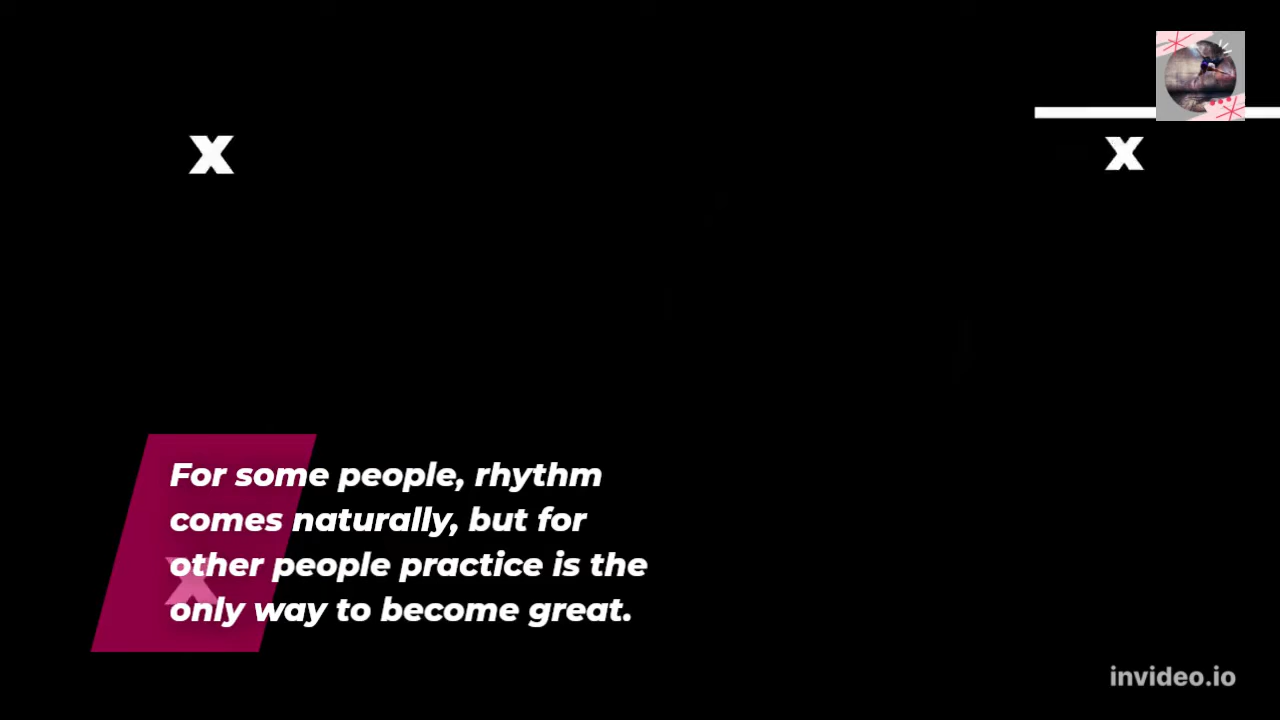 X
X
For some people, rhythm
comes naturally, but for
other people practice is the
only way to become great.
X
invideo.io